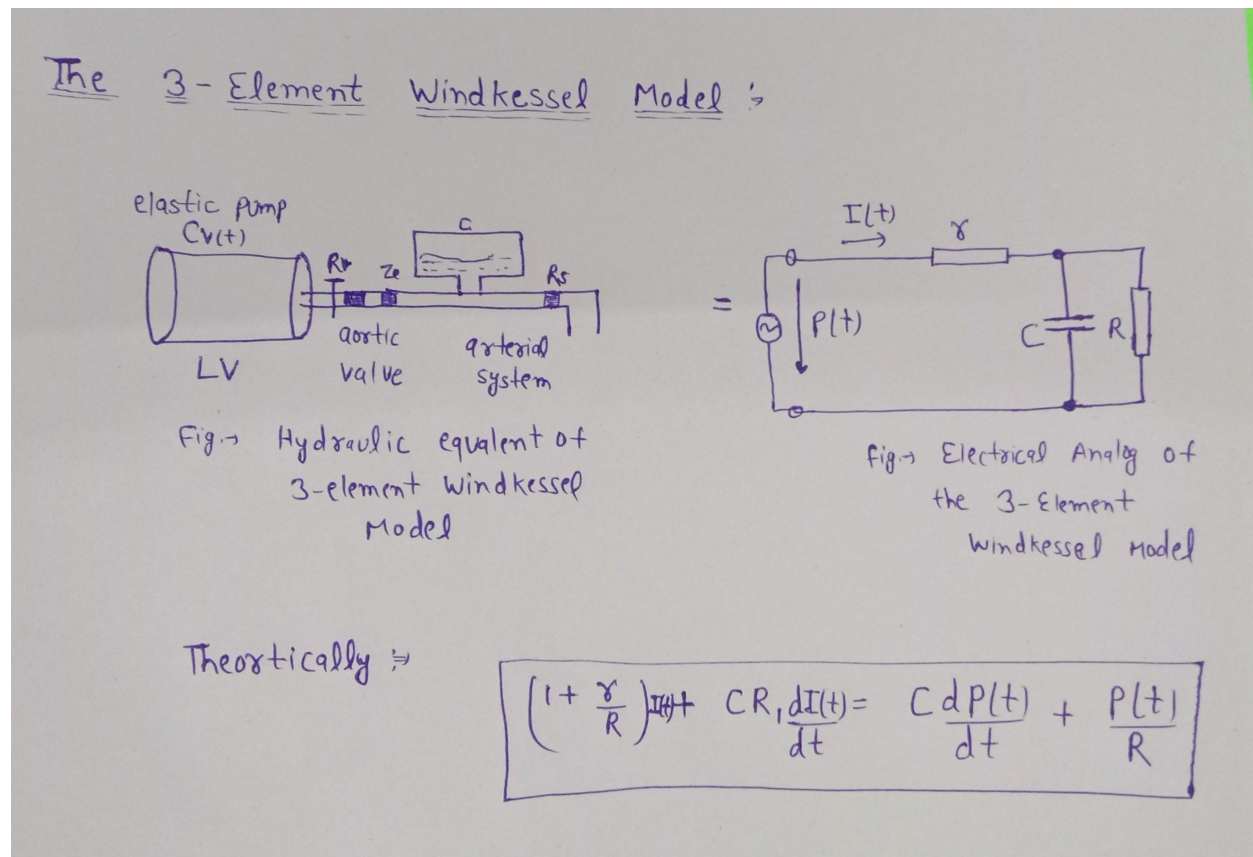 The 3-Element Windkessel Model :→
elastic pump
Cv(t)
LV
Rv
Zc
aortic
valve
C
Rs
arterial
system
Fig.→ Hydraulic equalent of
3-element Windkessel
Model
=
I(t)
r
P(t)
C
R
Fig.→ Electrical Analog of
the 3-Element
Windkessel Model
Theortically :⇒
(1 + r/R) I(t) + CR₁ dI(t)/dt = C dP(t)/dt + P(t)/R